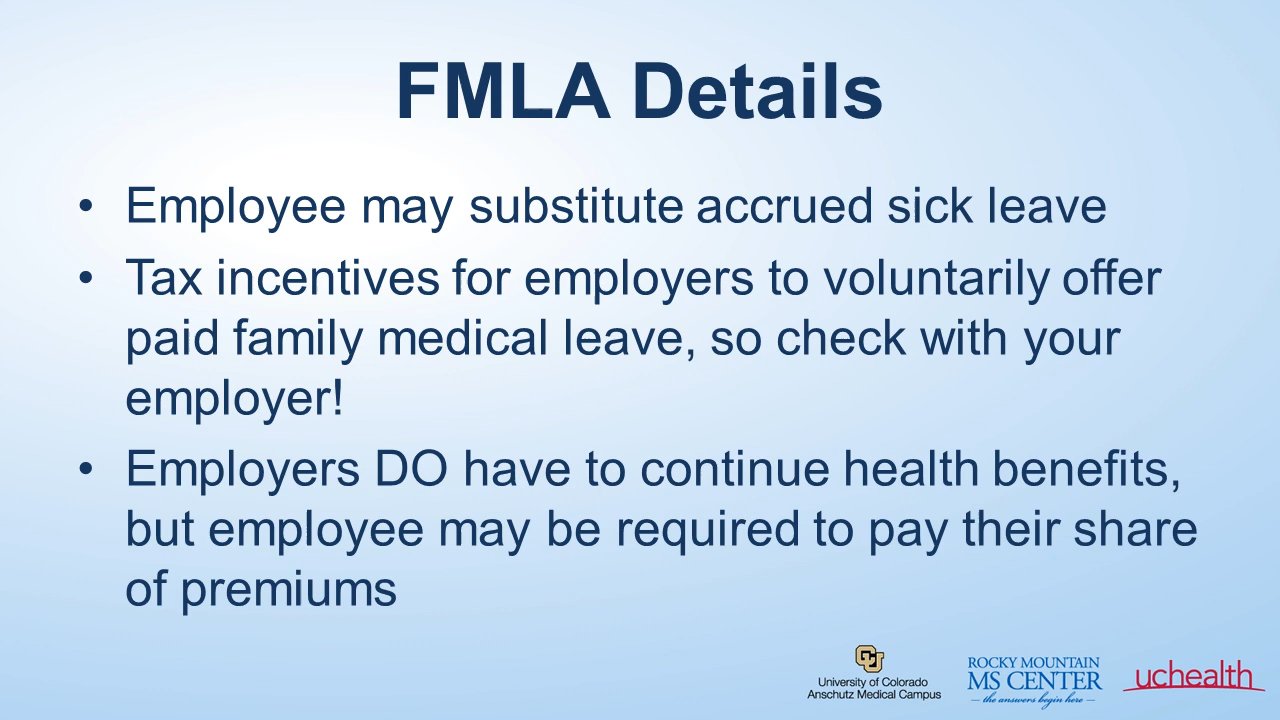 FMLA Details
• Employee may substitute accrued sick leave
• Tax incentives for employers to voluntarily offer
paid family medical leave, so check with your
employer!
• Employers DO have to continue health benefits,
but employee may be required to pay their share
of premiums
CU
University of Colorado
Anschutz Medical Campus
ROCKY MOUNTAIN
MS CENTER
— the answers begin here —
uchealth